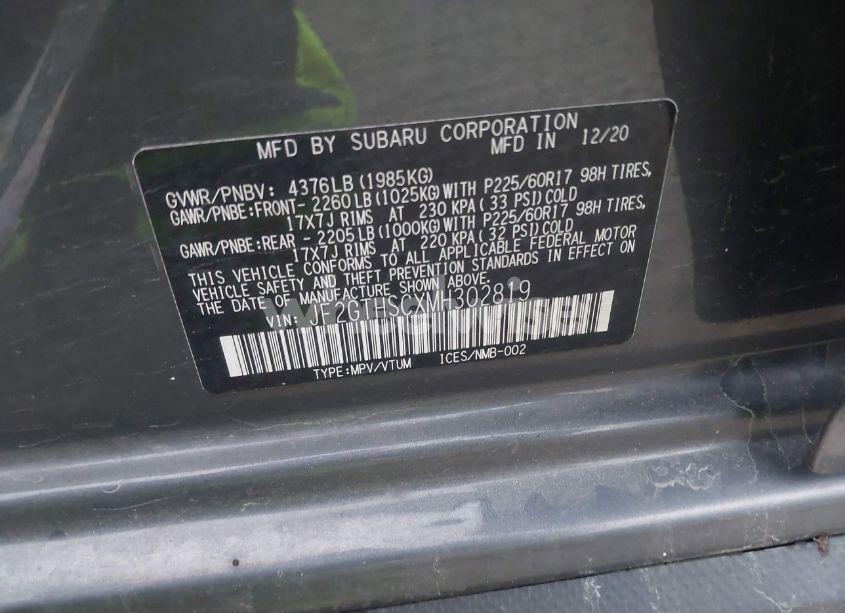 MFD BY SUBARU CORPORATION
MFD IN 12/20
GVWR/PNBV: 4376LB (1985KG)
GAWR/PNBE:FRONT- 2260LB (1025KG) WITH P225/60R17 98H TIRES,
17X7J RIMS AT 230 KPA( 33 PSI) COLD
GAWR/PNBE:REAR - 2205LB (1000KG) WITH P225/60R17 98H TIRES,
17X7J RIMS AT 220 KPA( 32 PSI) COLD
THIS VEHICLE CONFORMS TO ALL APPLICABLE FEDERAL MOTOR
VEHICLE SAFETY AND THEFT PREVENTION STANDARDS IN EFFECT ON
THE DATE OF MANUFACTURE SHOWN ABOVE.
VIN: JF2GTHSCXMH302819
TYPE:MPV/VTUM ICES/NMB-002